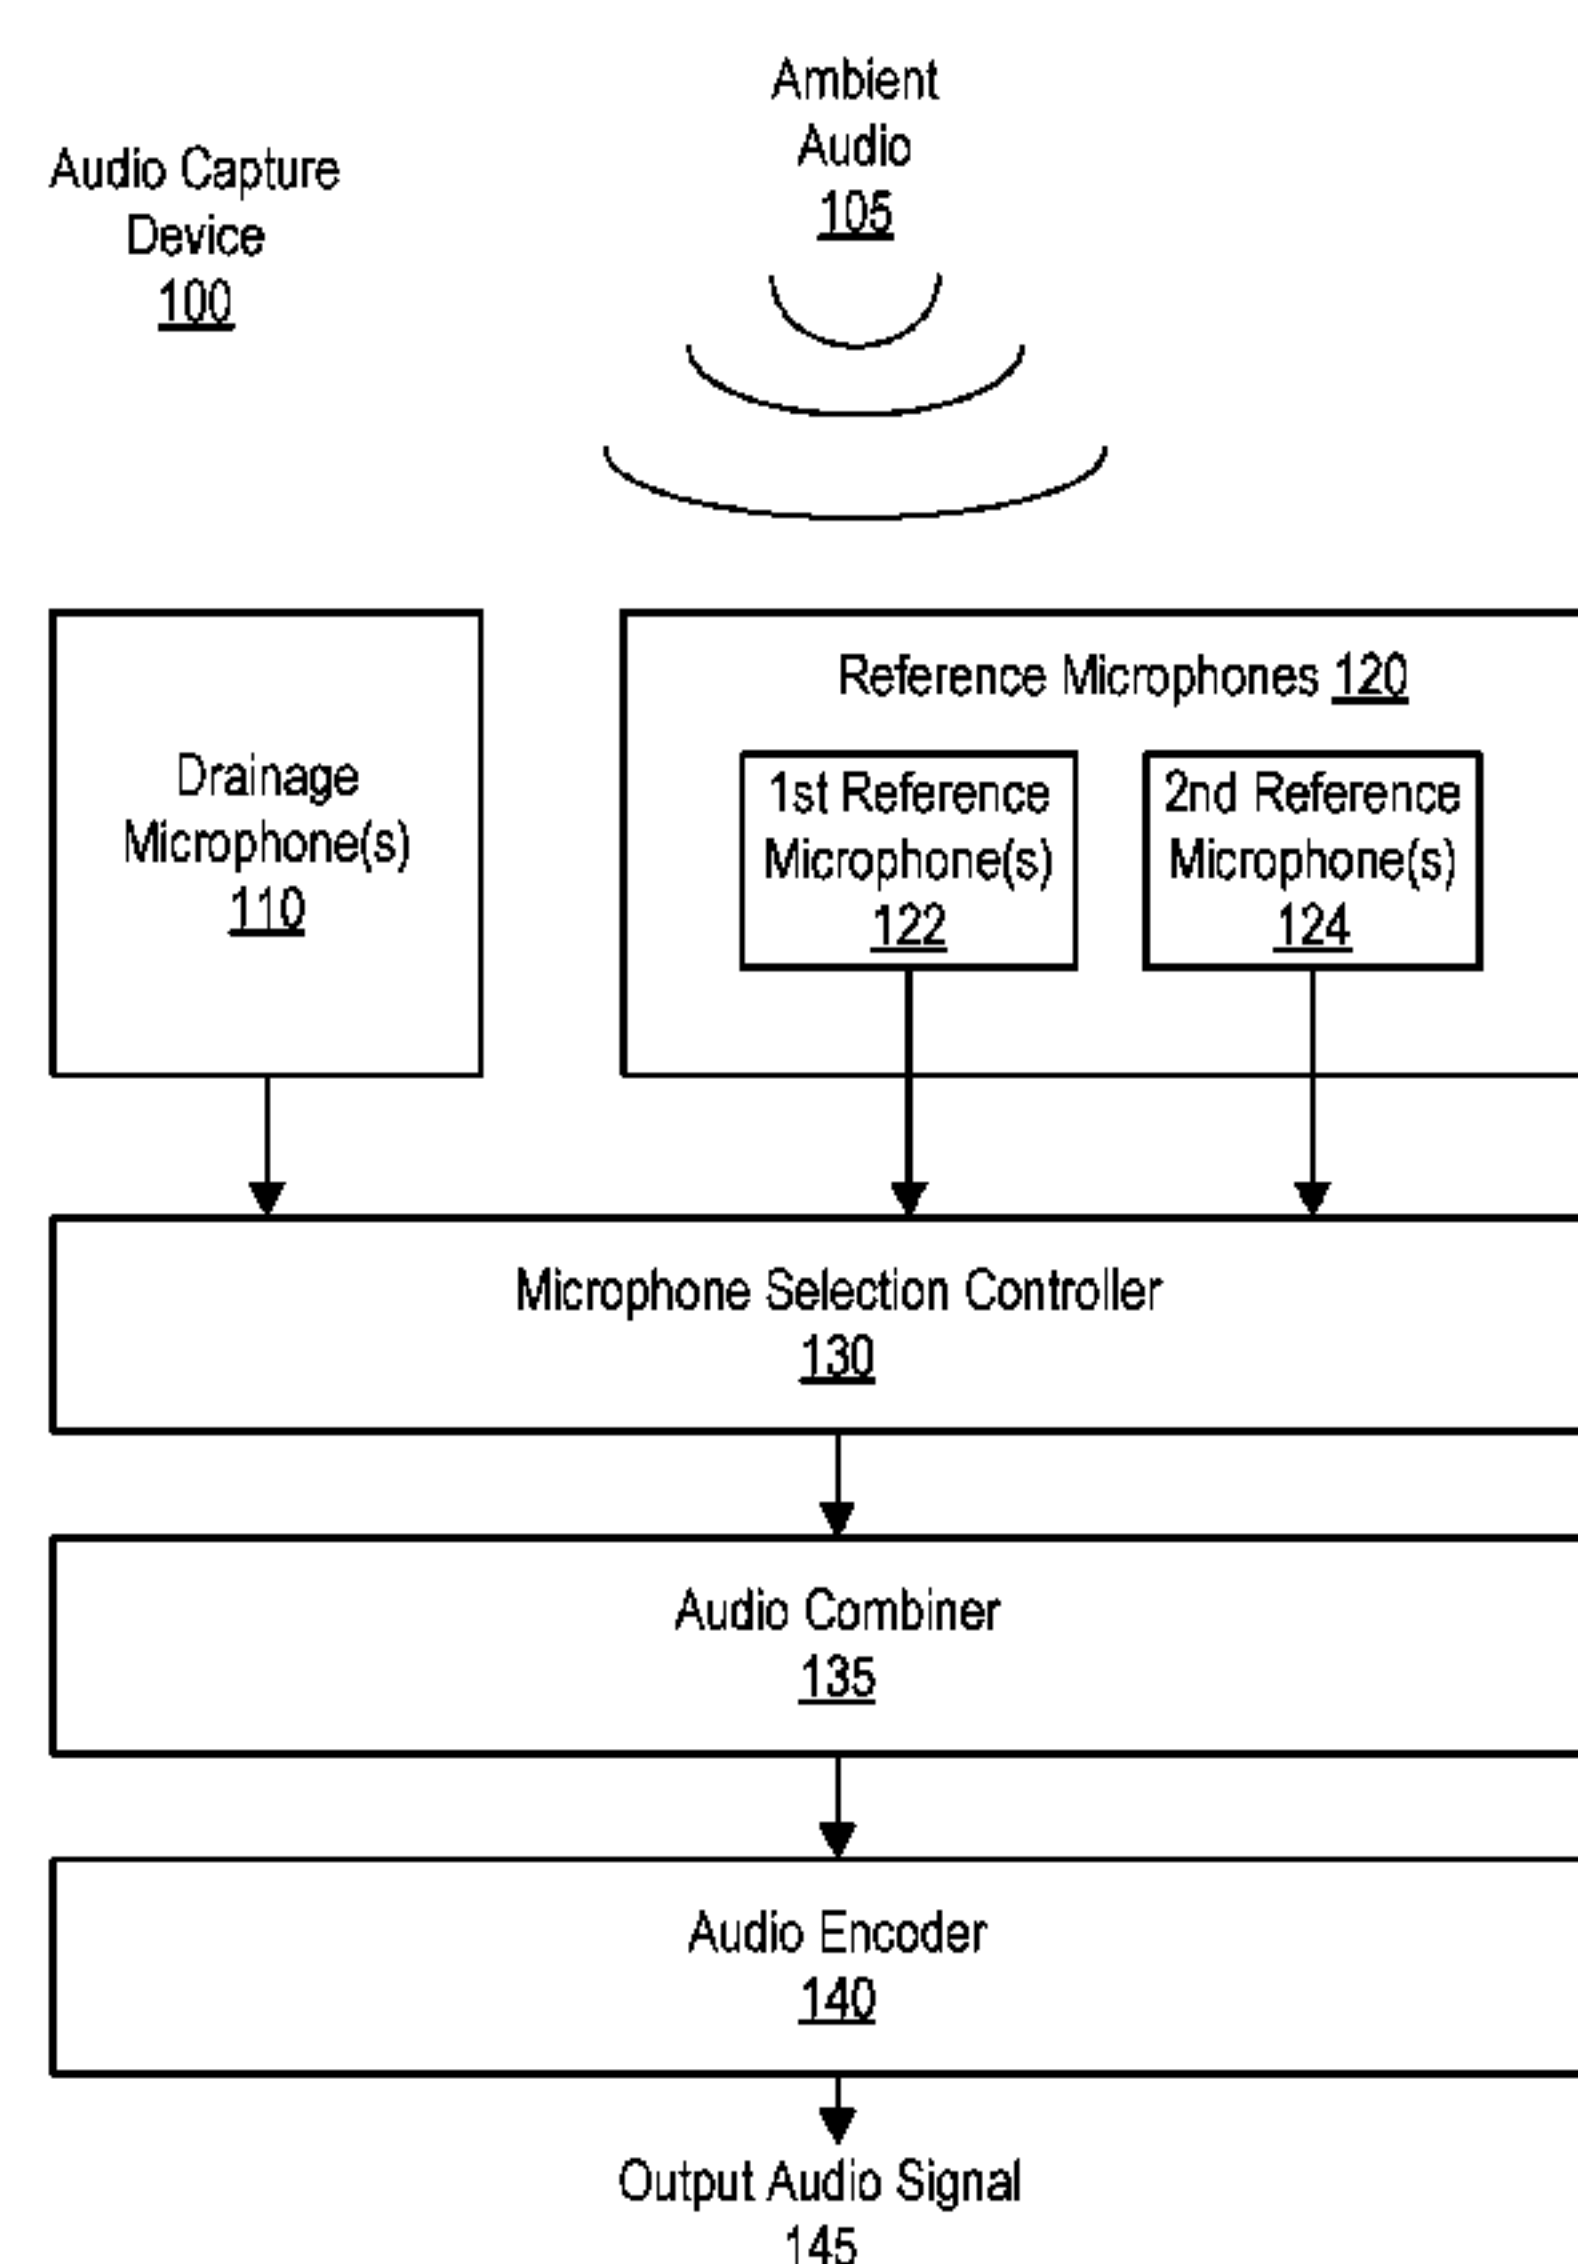 Audio Capture
Device
100
Ambient
Audio
105
Drainage
Microphone(s)
110
Reference Microphones 120
1st Reference
Microphone(s)
122
2nd Reference
Microphone(s)
124
Microphone Selection Controller
130
Audio Combiner
135
Audio Encoder
140
Output Audio Signal
145